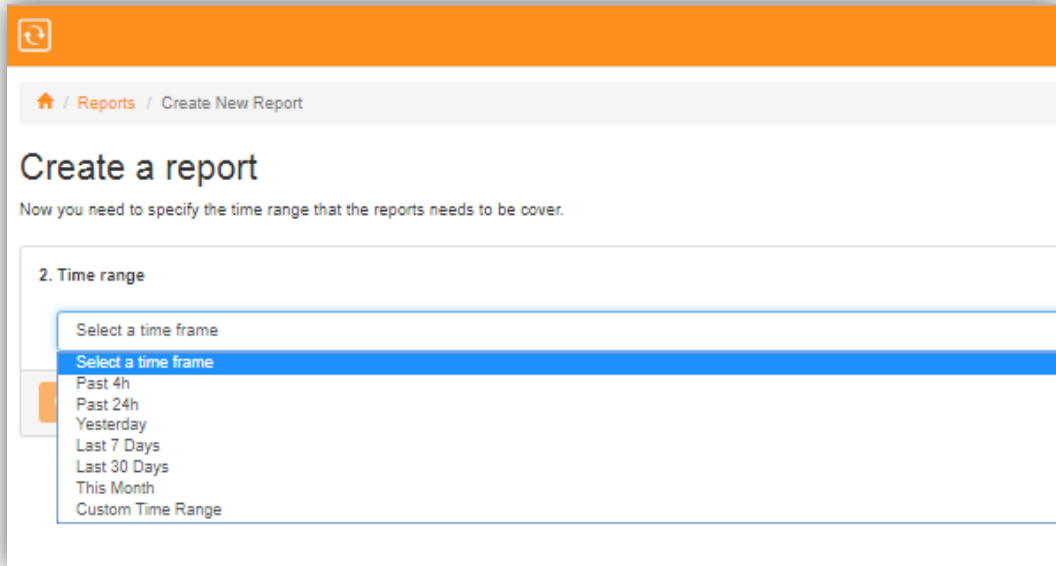 / Reports / Create New Report
Create a report
Now you need to specify the time range that the reports needs to be cover.
2. Time range
Select a time frame
Select a time frame
Past 4h
Past 24h
Yesterday
Last 7 Days
Last 30 Days
This Month
Custom Time Range